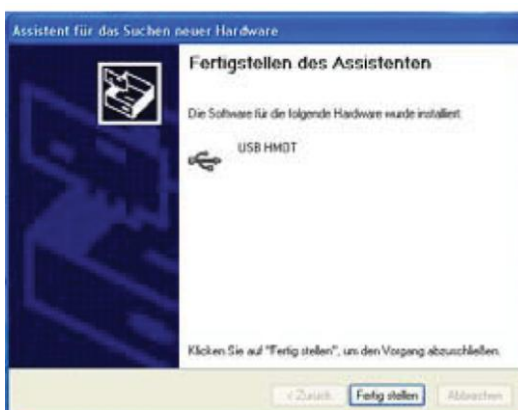 Assistent für das Suchen neuer Hardware
Fertigstellen des Assistenten
Die Software für die folgende Hardware wurde installiert:
USB HMDT
Klicken Sie auf "Fertig stellen", um den Vorgang abzuschließen.
< Zurück
Fertig stellen
Abbrechen